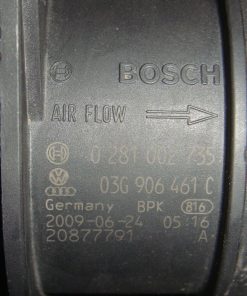 BOSCH
AIR FLOW
0 281 002 735
03G 906 461 C
Germany BPK 816
2009-06-24 05:16
20877791 A